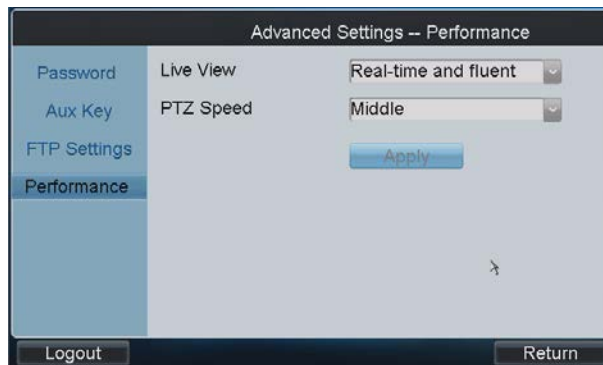 Advanced Settings -- Performance
Password
Aux Key
FTP Settings
Performance
Live View Real-time and fluent
PTZ Speed Middle
Apply
Logout
Return